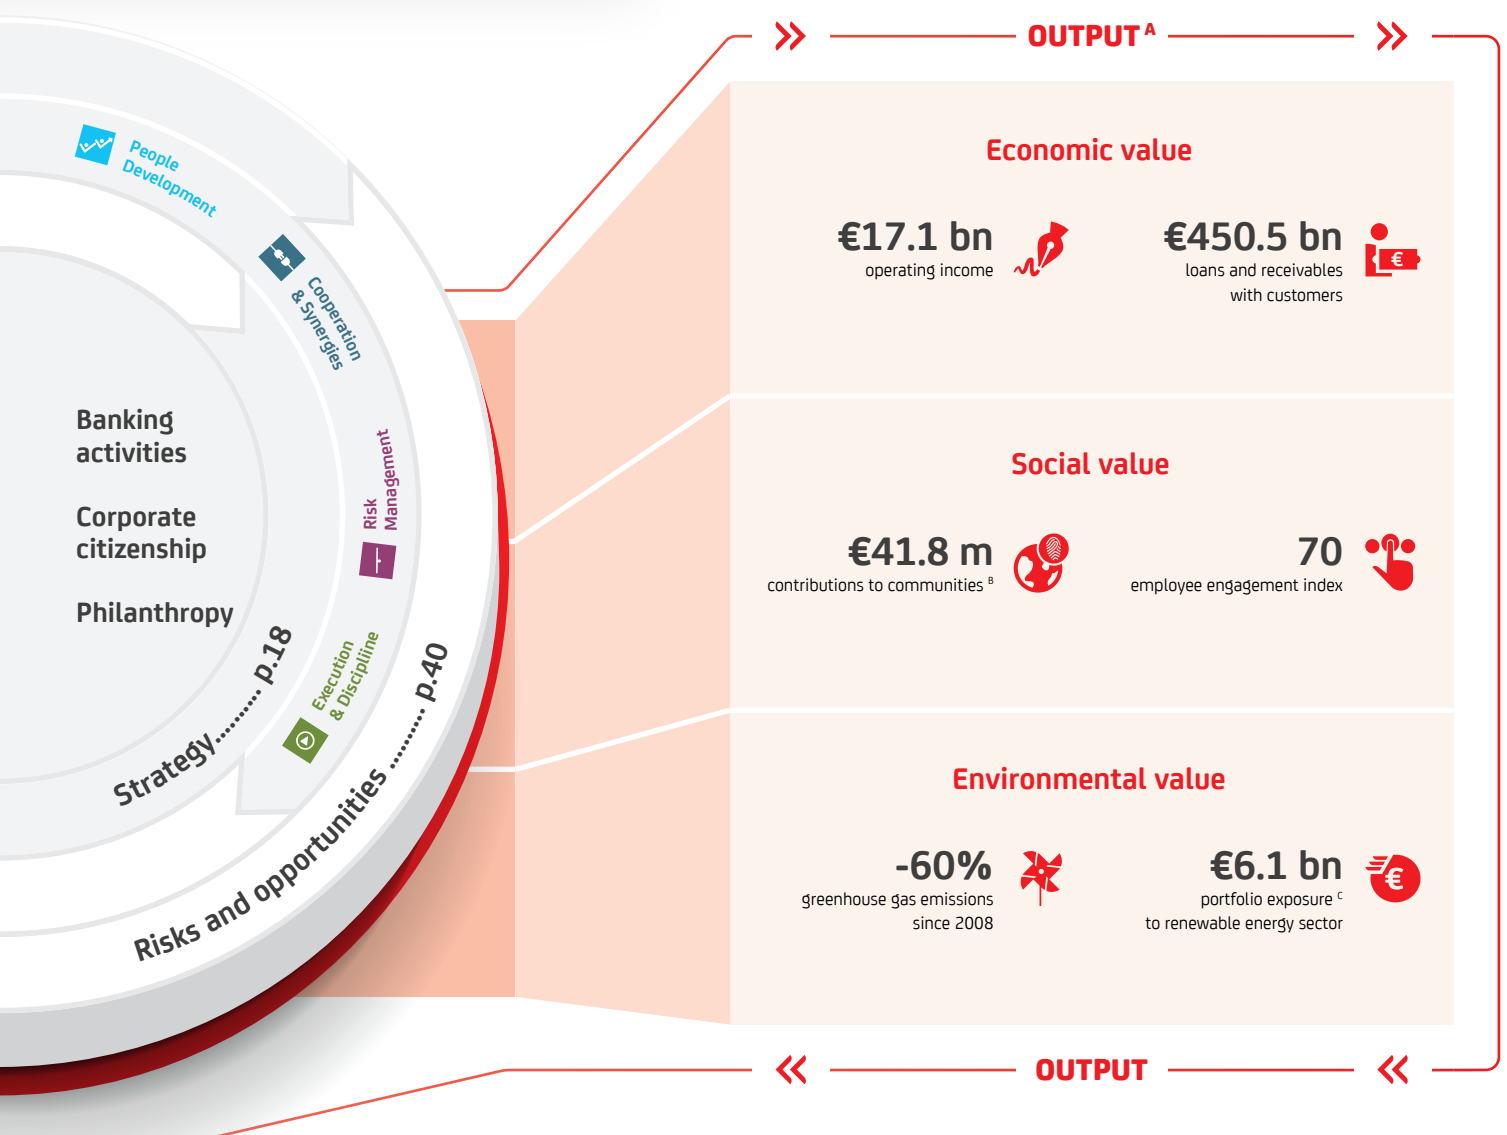 OUTPUT A
People
Development
Cooperation
& Synergies
Risk
Management
Execution
& Discipliine
Banking
activities
Corporate
citizenship
Philanthropy
Strategy......... p.18
Risks and opportunities .......... p.40
Economic value
€17.1 bn
operating income
€450.5 bn
loans and receivables
with customers
€
Social value
€41.8 m
contributions to communities B
70
employee engagement index
Environmental value
-60%
greenhouse gas emissions
since 2008
€6.1 bn
portfolio exposure C
to renewable energy sector
€
OUTPUT